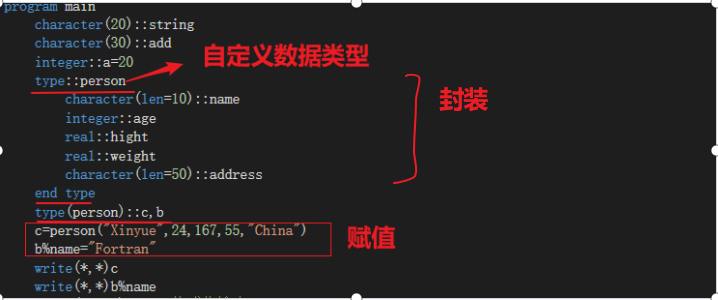 program main
character(20)::string
character(30)::add
integer::a=20
自定义数据类型
type::person
character(len=10)::name
封装
integer::age
real::hight
real::weight
character(len=50)::address
end type
type(person)::c,b
c=person("Xinyue",24,167,55,"China")
赋值
b%name="Fortran"
write(*,*)c
write(*,*)b%name